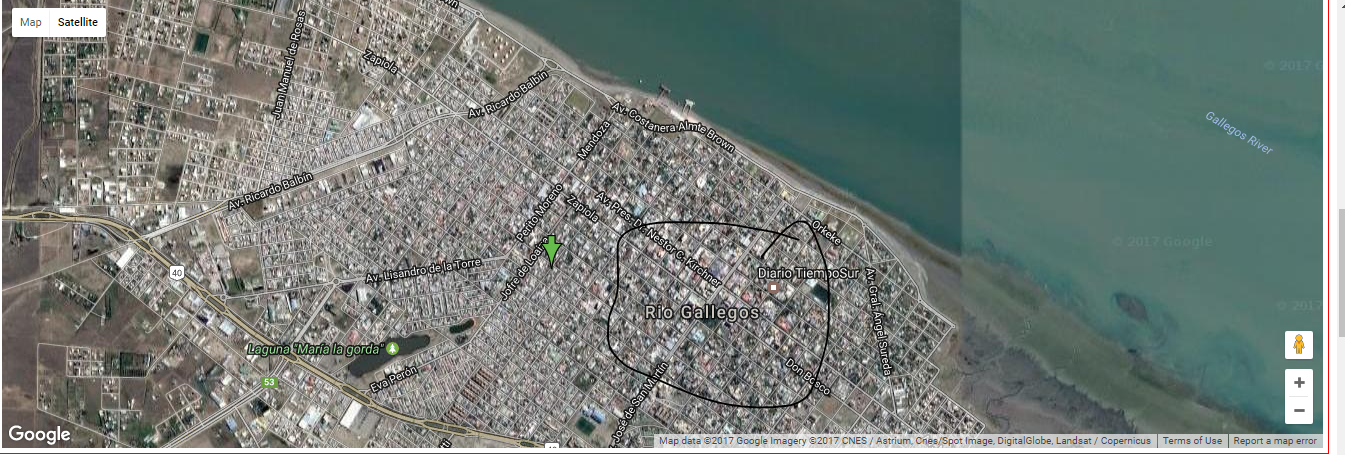 Map Satellite
wn
Juan Manuel de Rosas
Zapiola
Av. Ricardo Balbín
Av. Costanera Almte Brown
Mendoza
© 2017 G
Gallegos River
Av. Ricardo Balbín
Perito Moreno
Zapiola
Av. Pres. Dr. Néstor C. Kirchner
Orkeke
© 2017 Google
40
Av. Lisandro de la Torre
Jofre de Loaiza
Diario TiempoSur
Av. Gral. Ángel Sureda
© 2017
Río Gallegos
Laguna "María la gorda"
53
Eva Perón
Don Bosco
José de San Martín
+
−
Google
ti
Map data ©2017 Google Imagery ©2017 CNES / Astrium, Cnes/Spot Image, DigitalGlobe, Landsat / Copernicus Terms of Use Report a map error